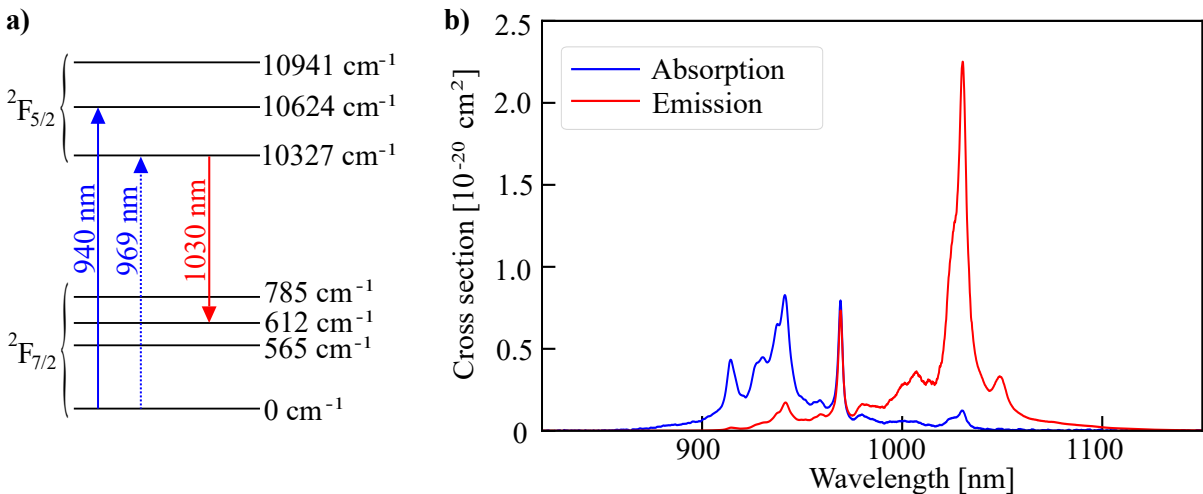 a)
²F₅/₂
10941 cm⁻¹
10624 cm⁻¹
10327 cm⁻¹
940 nm
969 nm
1030 nm
²F₇/₂
785 cm⁻¹
612 cm⁻¹
565 cm⁻¹
0 cm⁻¹
b)
Cross section [10⁻²⁰ cm²]
2.5
2.0
1.5
1.0
0.5
0
Absorption
Emission
900
1000
1100
Wavelength [nm]